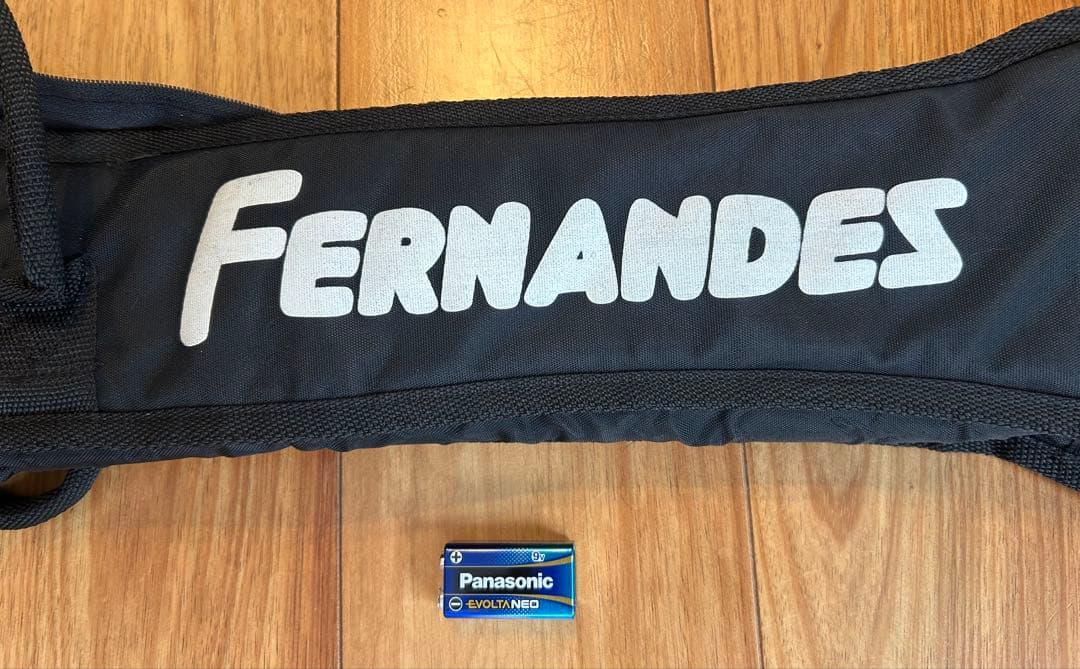 FERNANDES
+ 9V
Panasonic
− EVOLTA NEO